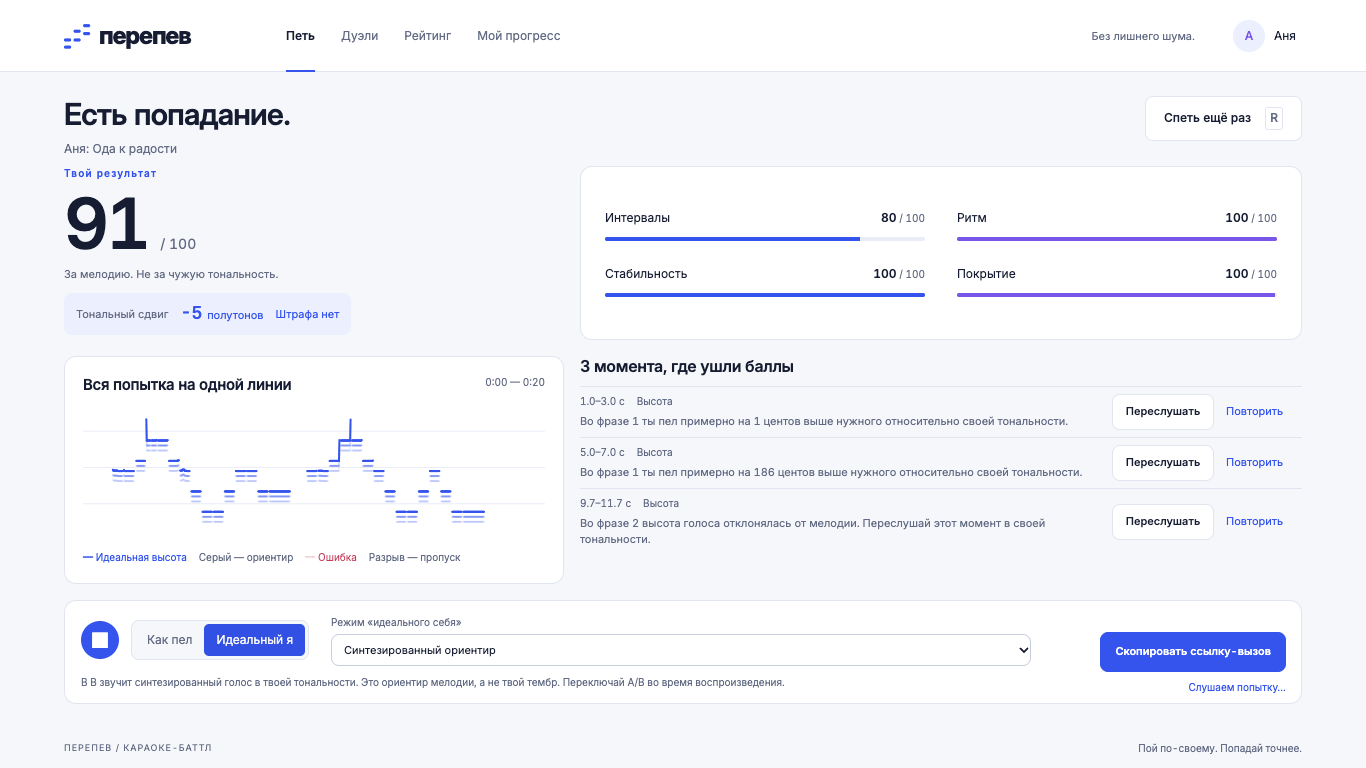 перепев
Петь Дуэли Рейтинг Мой прогресс
Без лишнего шума.
А Аня
Есть попадание.
Аня: Ода к радости
Спеть ещё раз R
Твой результат
91 / 100
За мелодию. Не за чужую тональность.
Тональный сдвиг -5 полутонов Штрафа нет
Интервалы 80 / 100
Ритм 100 / 100
Стабильность 100 / 100
Покрытие 100 / 100
Вся попытка на одной линии
0:00 — 0:20
— Идеальная высота Серый — ориентир — Ошибка Разрыв — пропуск
3 момента, где ушли баллы
1.0–3.0 с Высота
Во фразе 1 ты пел примерно на 1 центов выше нужного относительно своей тональности.
Переслушать Повторить
5.0–7.0 с Высота
Во фразе 1 ты пел примерно на 186 центов выше нужного относительно своей тональности.
Переслушать Повторить
9.7–11.7 с Высота
Во фразе 2 высота голоса отклонялась от мелодии. Переслушай этот момент в своей
тональности.
Переслушать Повторить
Как пел Идеальный я
Режим «идеального себя»
Синтезированный ориентир
В B звучит синтезированный голос в твоей тональности. Это ориентир мелодии, а не твой тембр. Переключай A/B во время воспроизведения.
Скопировать ссылку-вызов
Слушаем попытку…
ПЕРЕПЕВ / КАРАОКЕ-БАТТЛ
Пой по-своему. Попадай точнее.